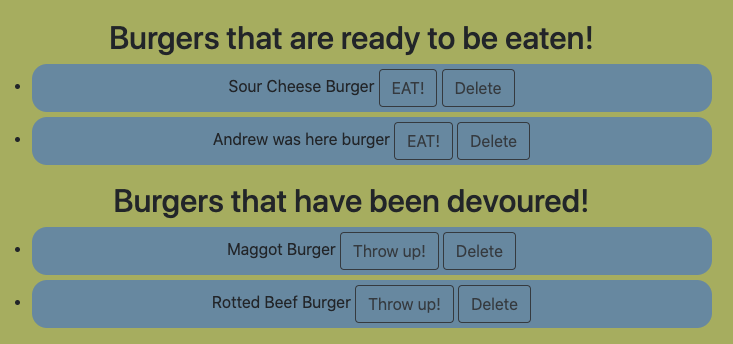 Burgers that are ready to be eaten!
Sour Cheese Burger EAT! Delete
Andrew was here burger EAT! Delete
Burgers that have been devoured!
Maggot Burger Throw up! Delete
Rotted Beef Burger Throw up! Delete